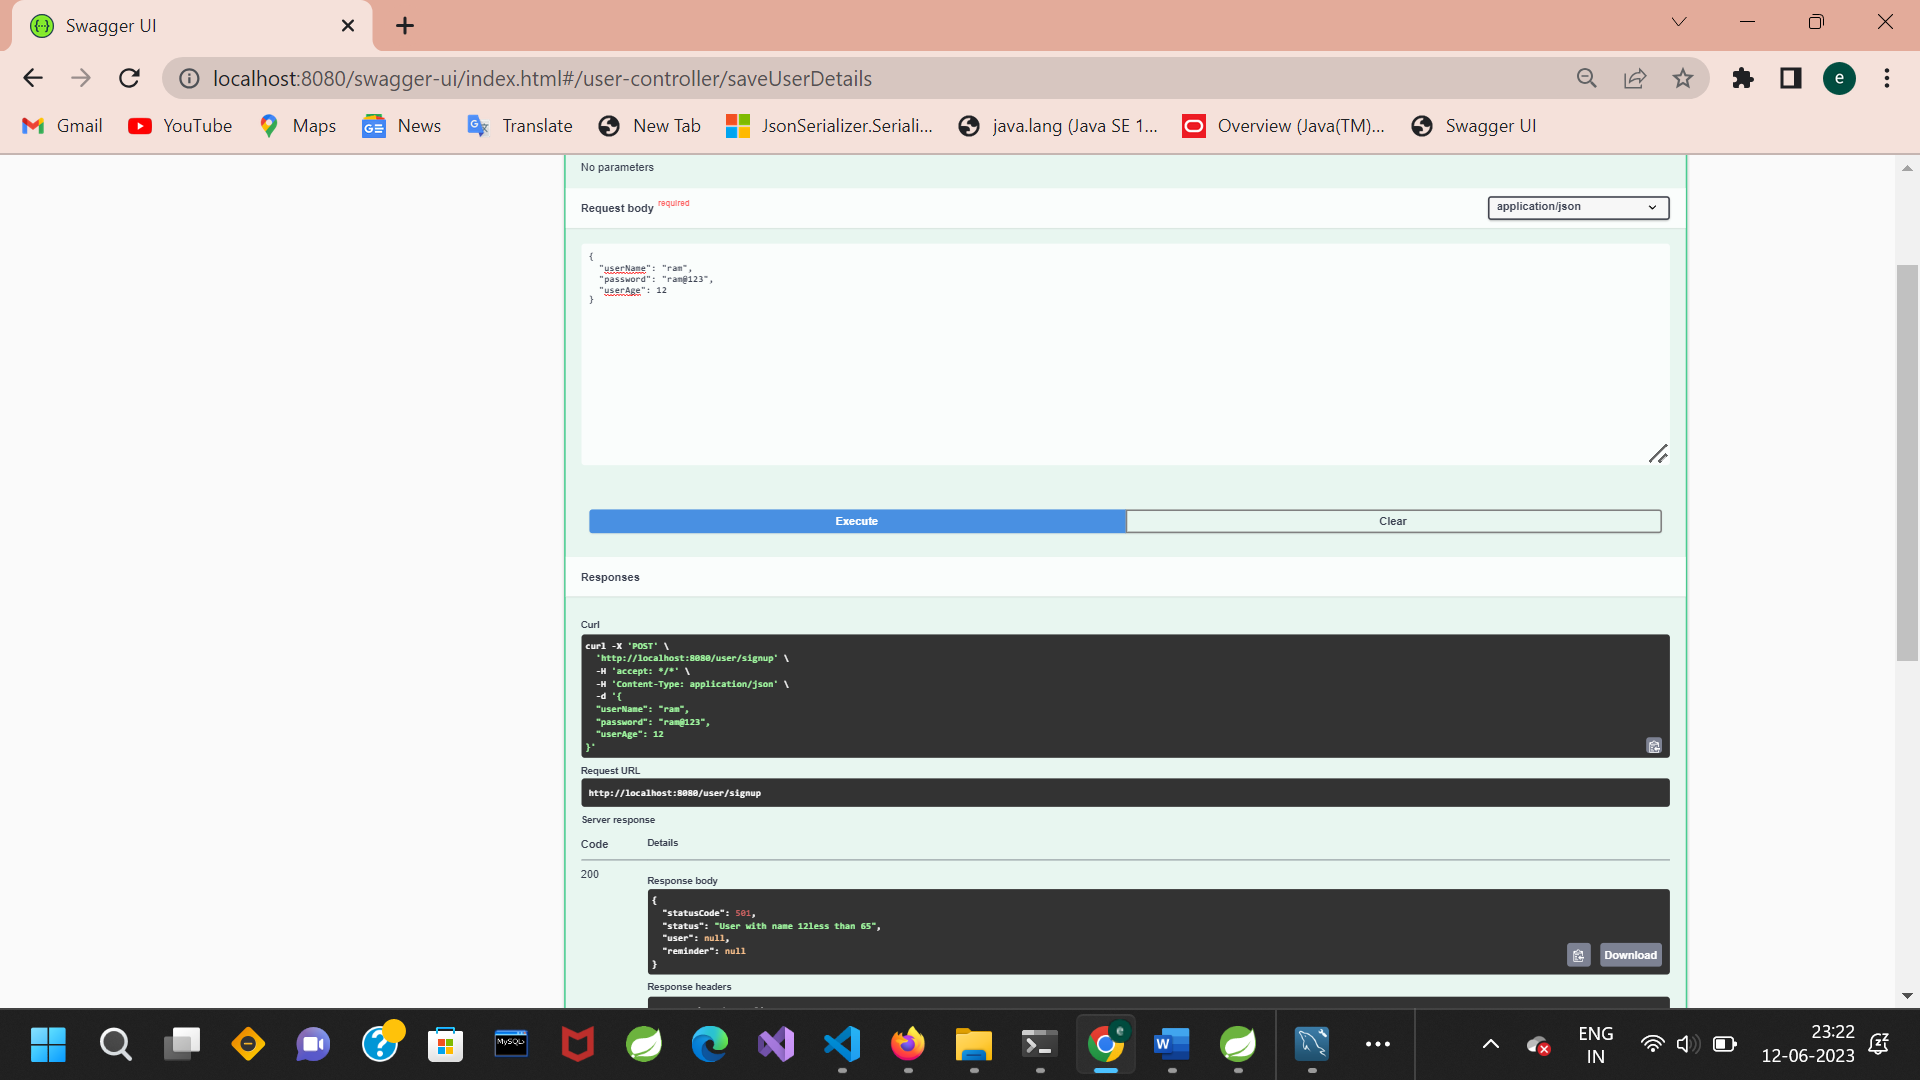 Swagger UI
localhost:8080/swagger-ui/index.html#/user-controller/saveUserDetails
e
Gmail
YouTube
Maps
News
Translate
New Tab
JsonSerializer.Seriali...
java.lang (Java SE 1...
Overview (Java(TM)...
Swagger UI
No parameters
Request body required
application/json
{
"userName": "ram",
"password": "ram@123",
"userAge": 12
}
Execute
Clear
Responses
Curl
curl -X 'POST' \
'http://localhost:8080/user/signup' \
-H 'accept: */*' \
-H 'Content-Type: application/json' \
-d '{
"userName": "ram",
"password": "ram@123",
"userAge": 12
}'
Request URL
http://localhost:8080/user/signup
Server response
Code
Details
200
Response body
{
"statusCode": 501,
"status": "User with name 12less than 65",
"user": null,
"reminder": null
}
Download
Response headers
MySQL
ENG
IN
23:22
12-06-2023